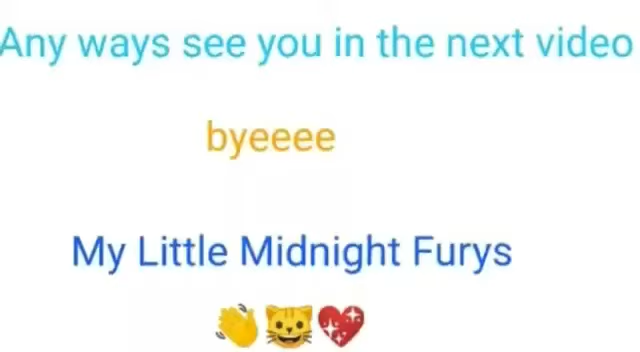 Any ways see you in the next video
byeeee
My Little Midnight Furys
👋😺💖